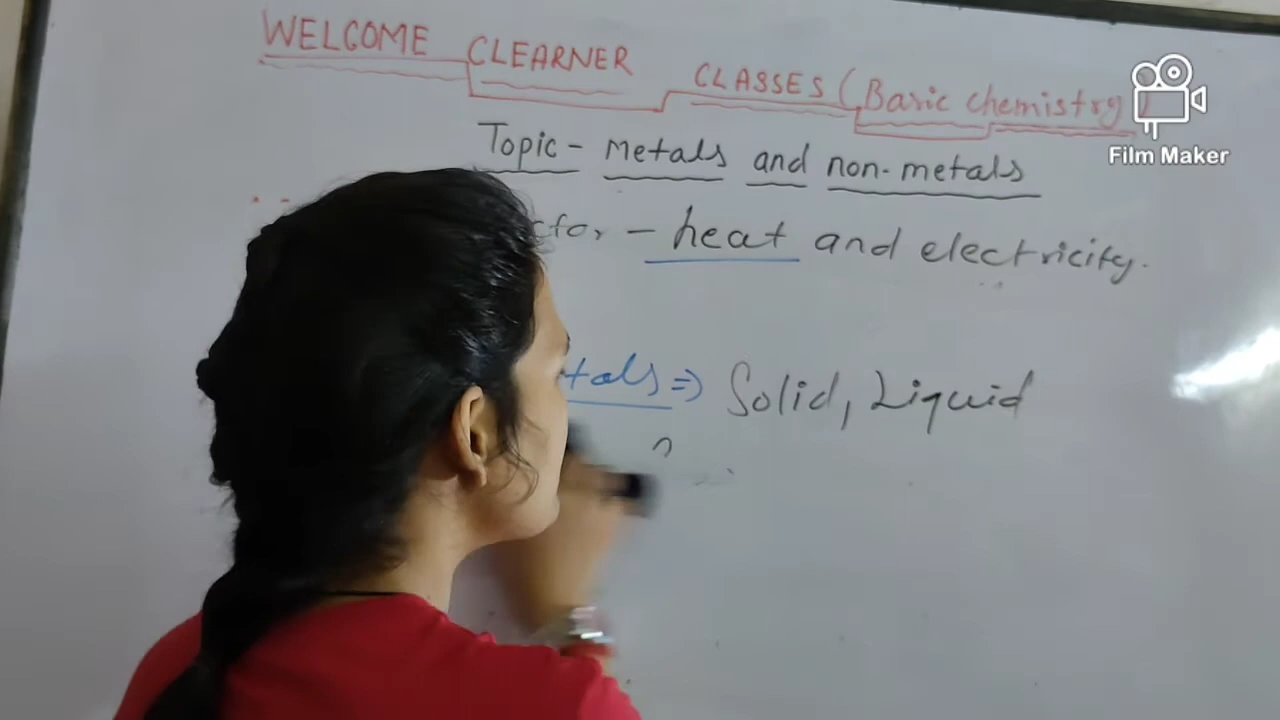 WELCOME CLEARNER CLASSES (Basic chemistry)
Topic - Metals and non-metals
- heat and electricity.
⇒ Solid, Liquid
Film Maker